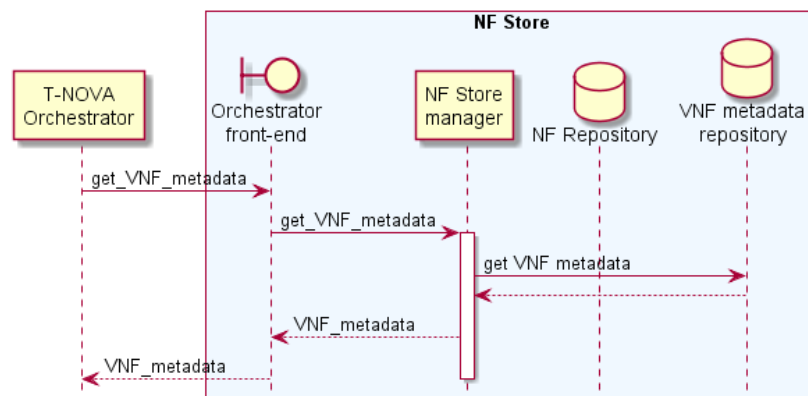 NF Store
T-NOVA
Orchestrator
Orchestrator
front-end
NF Store
manager
NF Repository
VNF metadata
repository
get_VNF_metadata
get_VNF_metadata
get VNF metadata
VNF_metadata
VNF_metadata